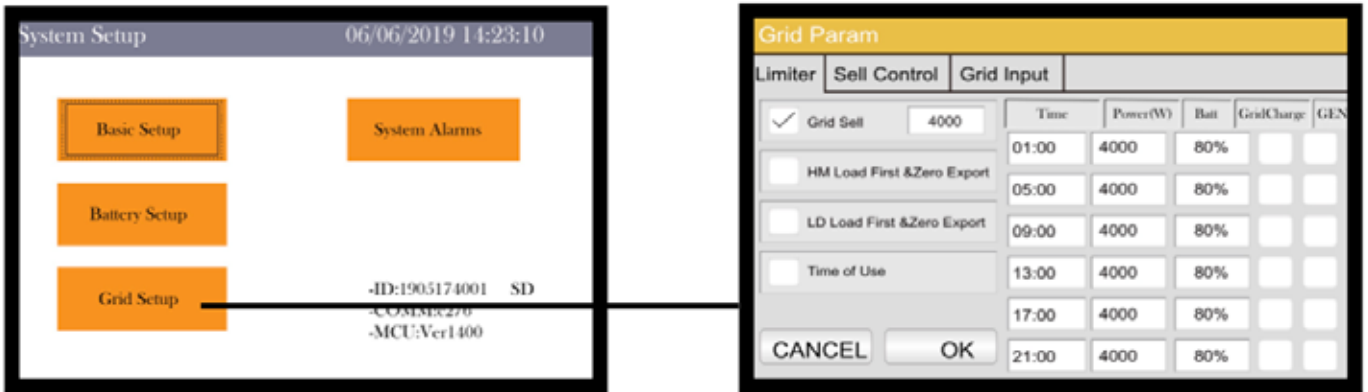 System Setup 06/06/2019 14:23:10
Basic Setup System Alarms
Battery Setup
Grid Setup
-ID:1905174001 SD
-COMM:c276
-MCU:Ver1400
Grid Param
Limiter Sell Control Grid Input
Grid Sell 4000
HM Load First &Zero Export
LD Load First &Zero Export
Time of Use
CANCEL OK
Time Power(W) Batt GridCharge GEN
01:00 4000 80%
05:00 4000 80%
09:00 4000 80%
13:00 4000 80%
17:00 4000 80%
21:00 4000 80%